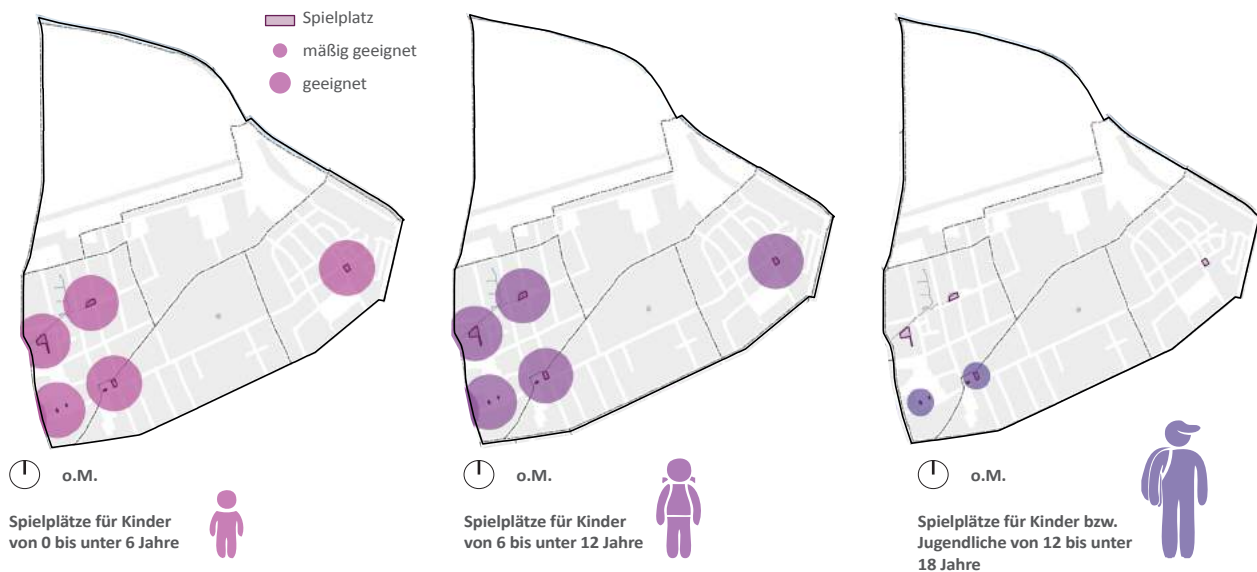 Spielplatz
mäßig geeignet
geeignet
o.M.
Spielplätze für Kinder
von 0 bis unter 6 Jahre
o.M.
Spielplätze für Kinder
von 6 bis unter 12 Jahre
o.M.
Spielplätze für Kinder bzw.
Jugendliche von 12 bis unter
18 Jahre